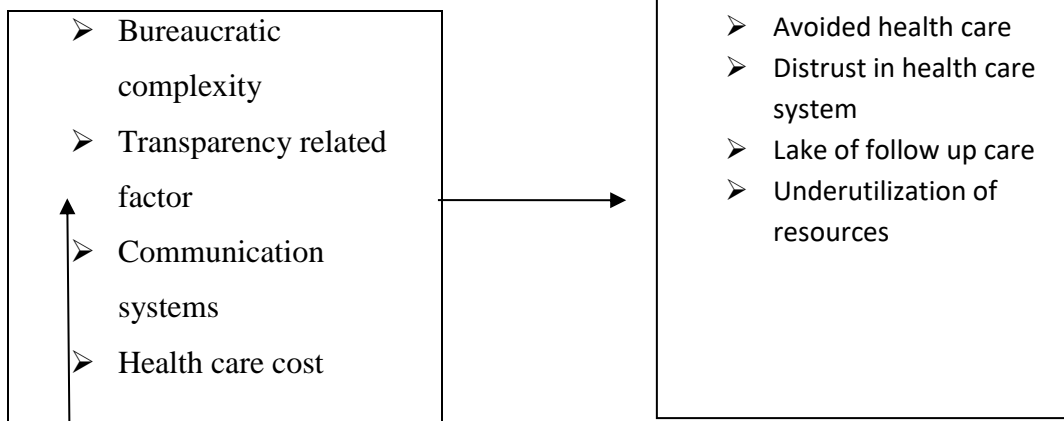 ➢ Bureaucratic
complexity
➢ Transparency related
factor
➢ Communication
systems
➢ Health care cost
➢ Avoided health care
➢ Distrust in health care
system
➢ Lake of follow up care
➢ Underutilization of
resources